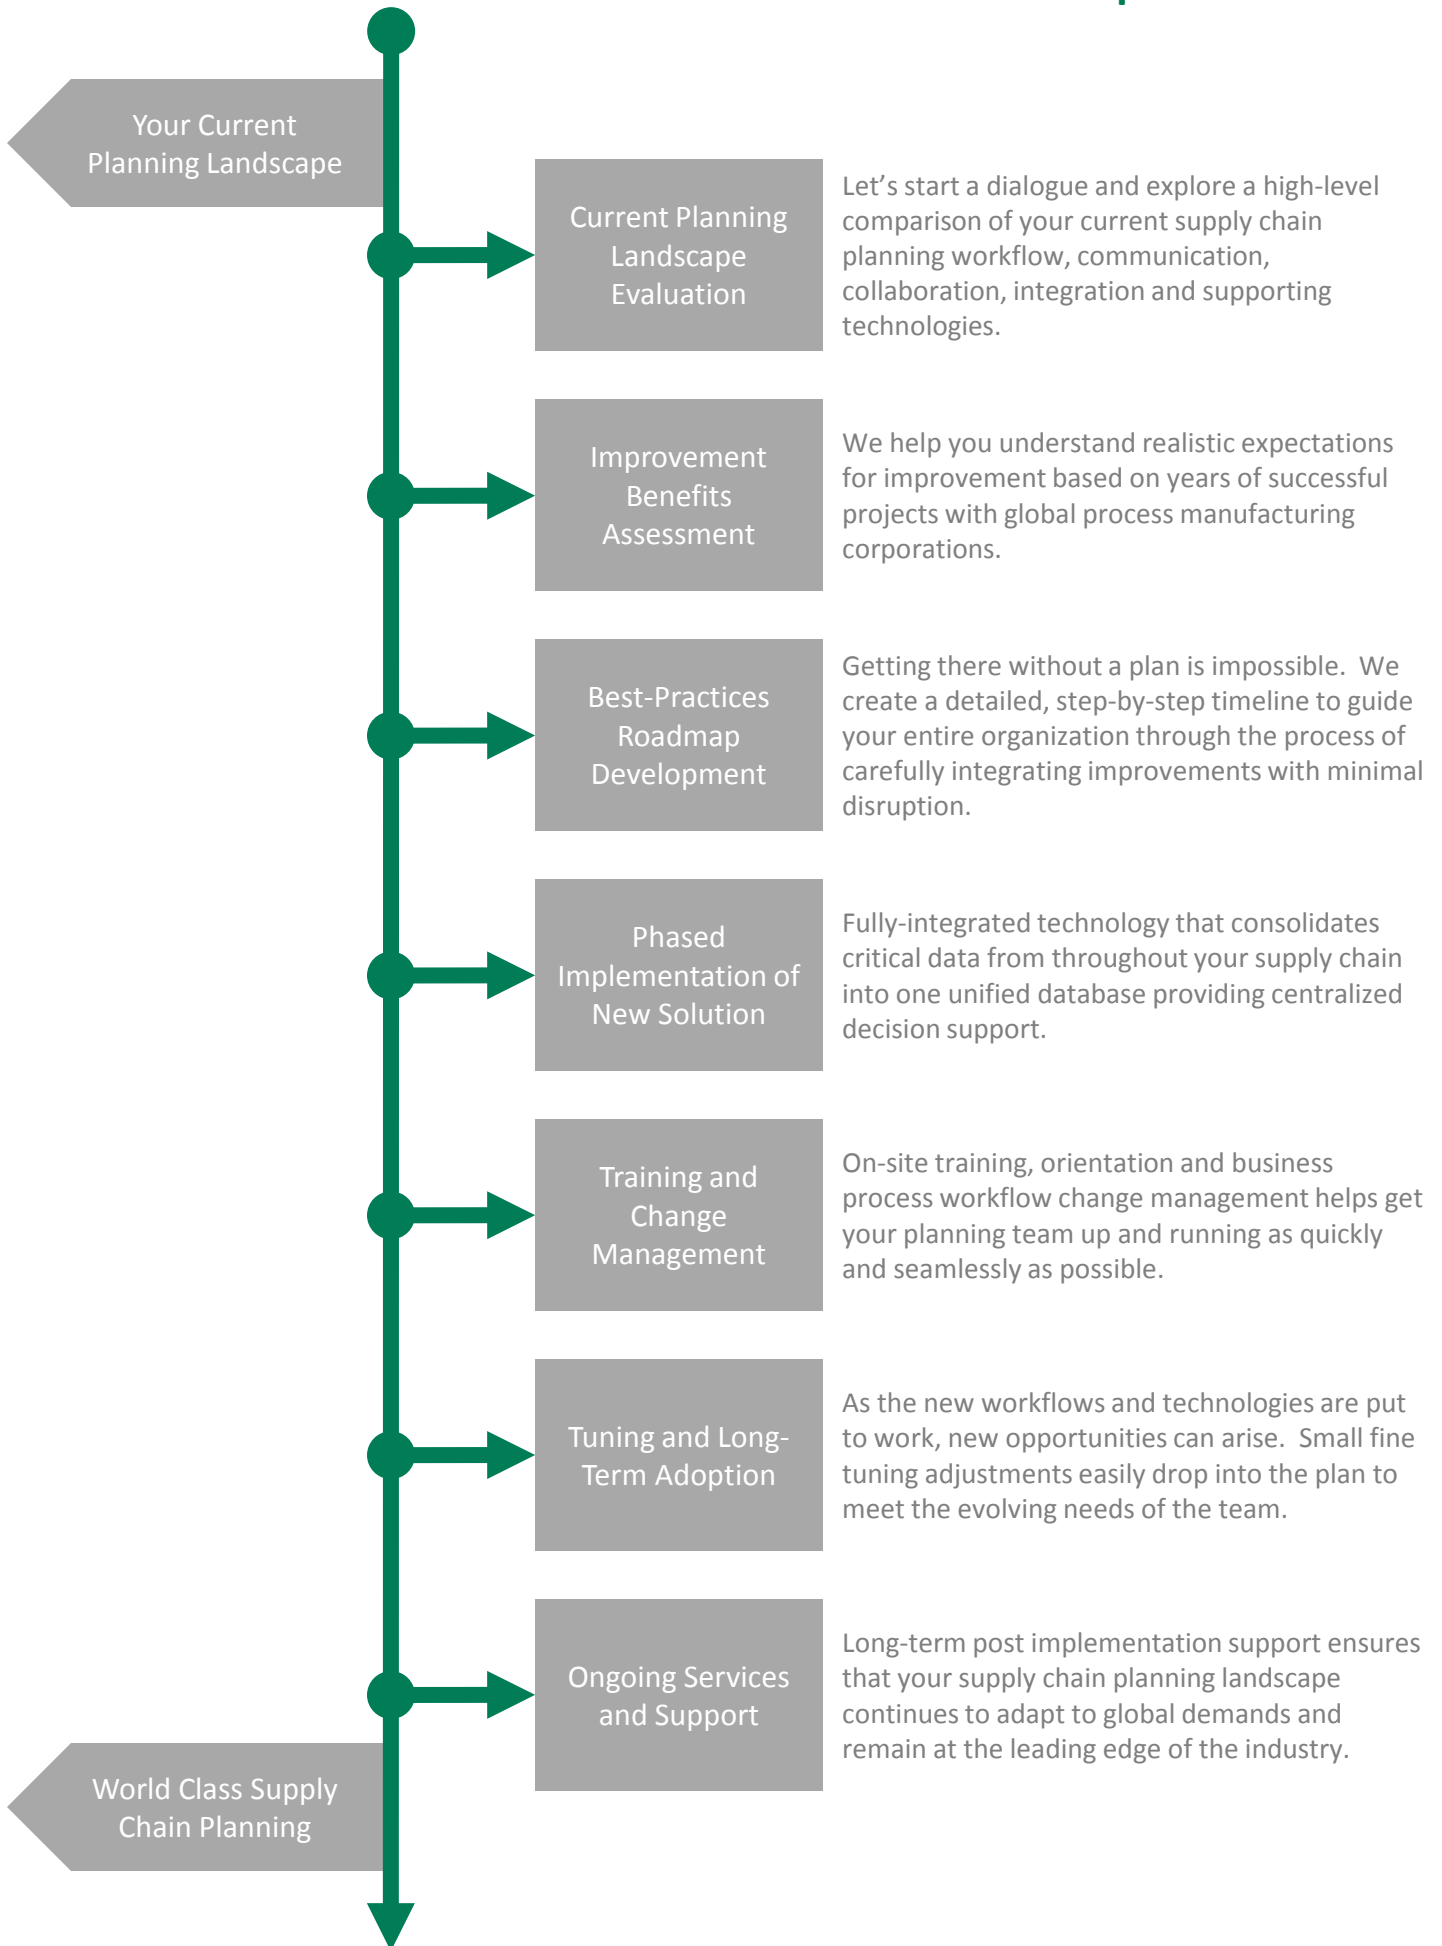 Your Current
Planning Landscape
Current Planning
Landscape
Evaluation
Let’s start a dialogue and explore a high-level
comparison of your current supply chain
planning workflow, communication,
collaboration, integration and supporting
technologies.
Improvement
Benefits
Assessment
We help you understand realistic expectations
for improvement based on years of successful
projects with global process manufacturing
corporations.
Best-Practices
Roadmap
Development
Getting there without a plan is impossible.  We
create a detailed, step-by-step timeline to guide
your entire organization through the process of
carefully integrating improvements with minimal
disruption.
Phased
Implementation of
New Solution
Fully-integrated technology that consolidates
critical data from throughout your supply chain
into one unified database providing centralized
decision support.
Training and
Change
Management
On-site training, orientation and business
process workflow change management helps get
your planning team up and running as quickly
and seamlessly as possible.
Tuning and Long-
Term Adoption
As the new workflows and technologies are put
to work, new opportunities can arise.  Small fine
tuning adjustments easily drop into the plan to
meet the evolving needs of the team.
Ongoing Services
and Support
Long-term post implementation support ensures
that your supply chain planning landscape
continues to adapt to global demands and
remain at the leading edge of the industry.
World Class Supply
Chain Planning